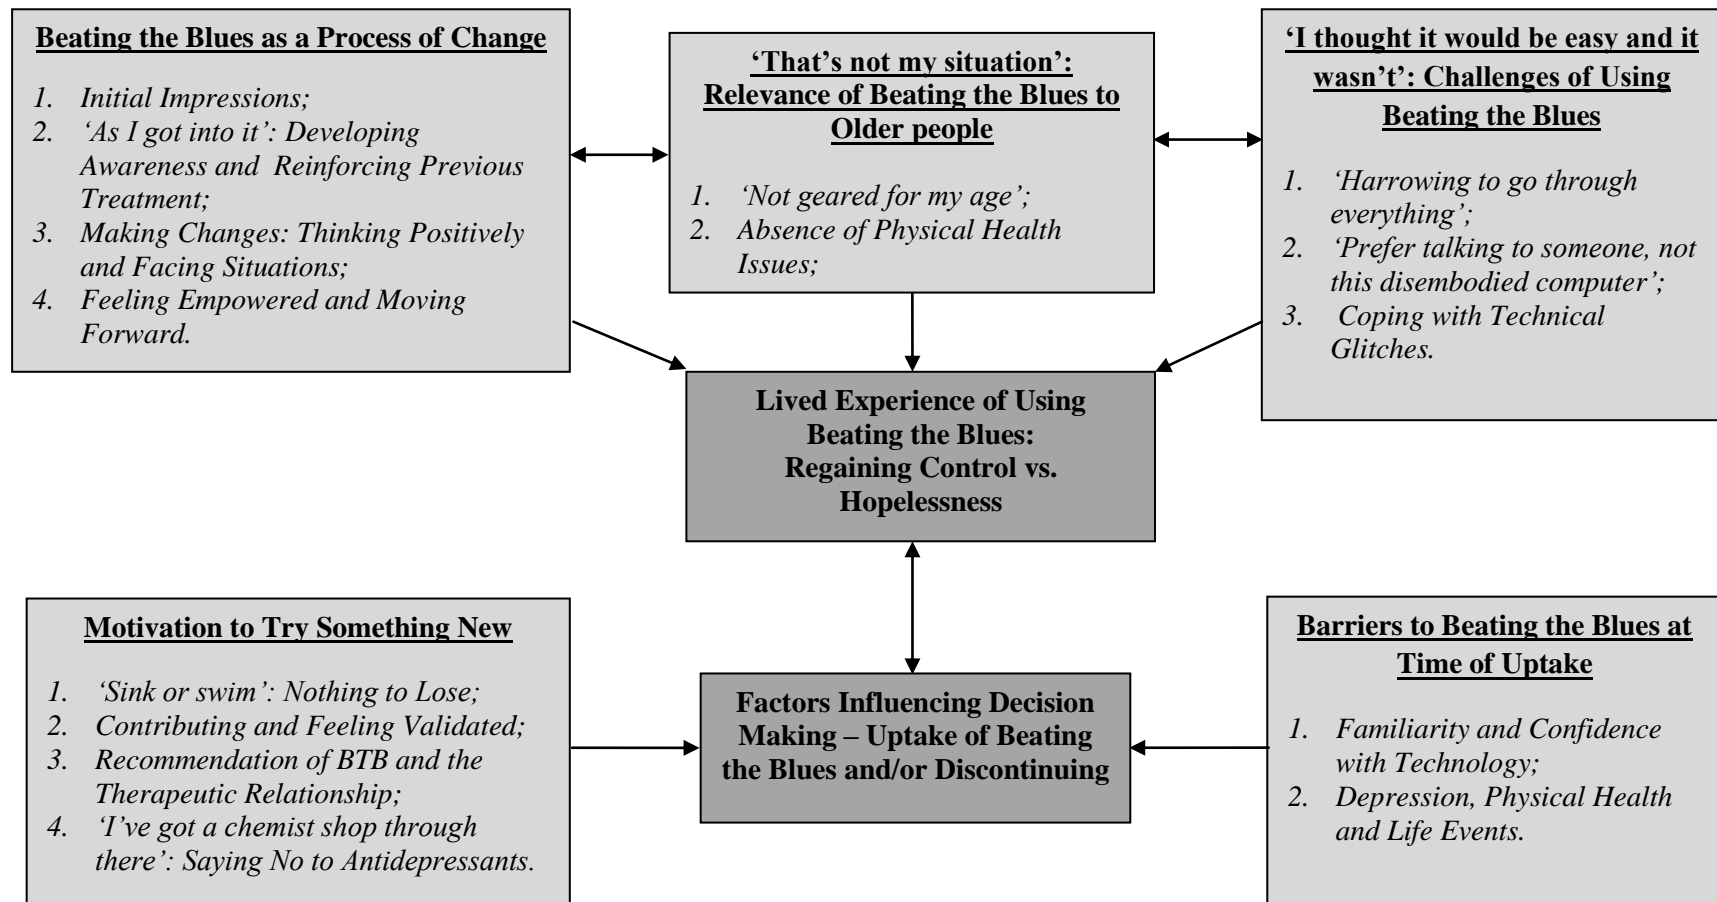 Beating the Blues as a Process of Change
1. Initial Impressions;
2. ‘As I got into it’: Developing
Awareness and Reinforcing Previous
Treatment;
3. Making Changes: Thinking Positively
and Facing Situations;
4. Feeling Empowered and Moving
Forward.
‘That’s not my situation’:
Relevance of Beating the Blues to
Older people
1. ‘Not geared for my age’;
2. Absence of Physical Health
Issues;
‘I thought it would be easy and it
wasn’t’: Challenges of Using
Beating the Blues
1. ‘Harrowing to go through
everything’;
2. ‘Prefer talking to someone, not
this disembodied computer’;
3. Coping with Technical
Glitches.
Lived Experience of Using
Beating the Blues:
Regaining Control vs.
Hopelessness
Motivation to Try Something New
1. ‘Sink or swim’: Nothing to Lose;
2. Contributing and Feeling Validated;
3. Recommendation of BTB and the
Therapeutic Relationship;
4. ‘I’ve got a chemist shop through
there’: Saying No to Antidepressants.
Factors Influencing Decision
Making – Uptake of Beating
the Blues and/or Discontinuing
Barriers to Beating the Blues at
Time of Uptake
1. Familiarity and Confidence
with Technology;
2. Depression, Physical Health
and Life Events.